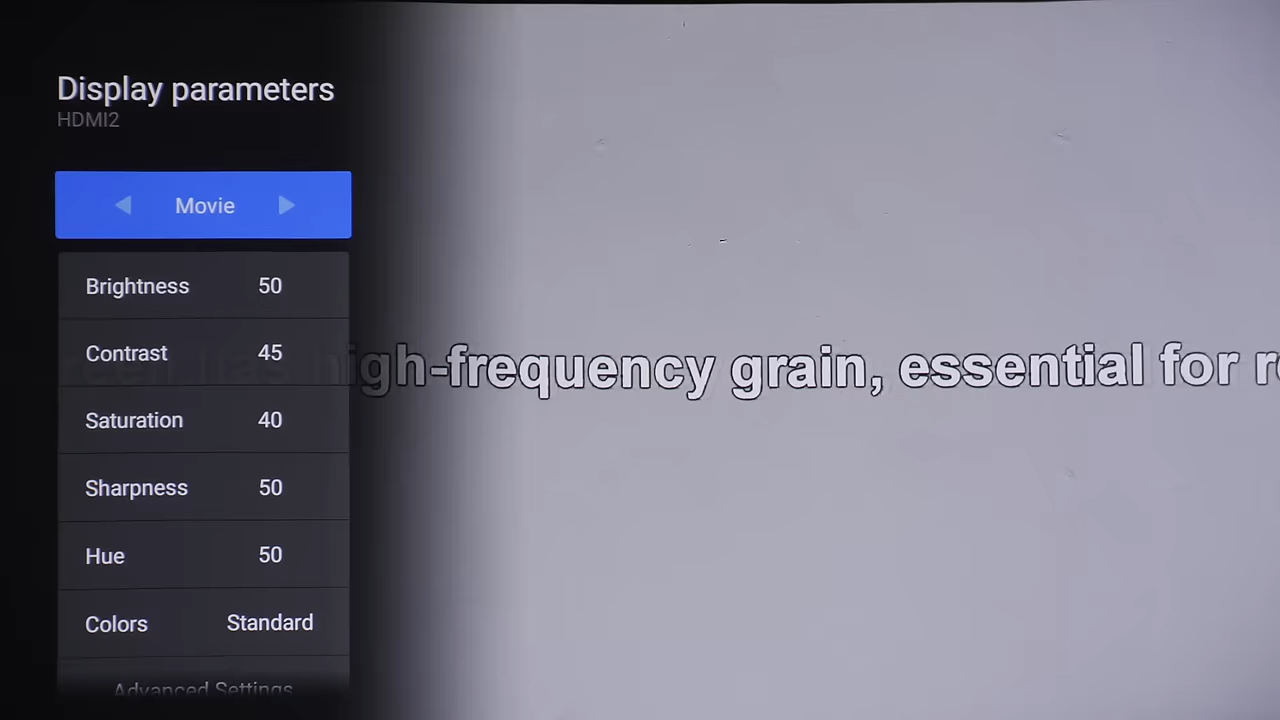 Display parameters
HDMI2
Movie
Brightness 50
Contrast 45
Saturation 40
Sharpness 50
Hue 50
Colors Standard
Advanced Settings
high-frequency grain, essential for